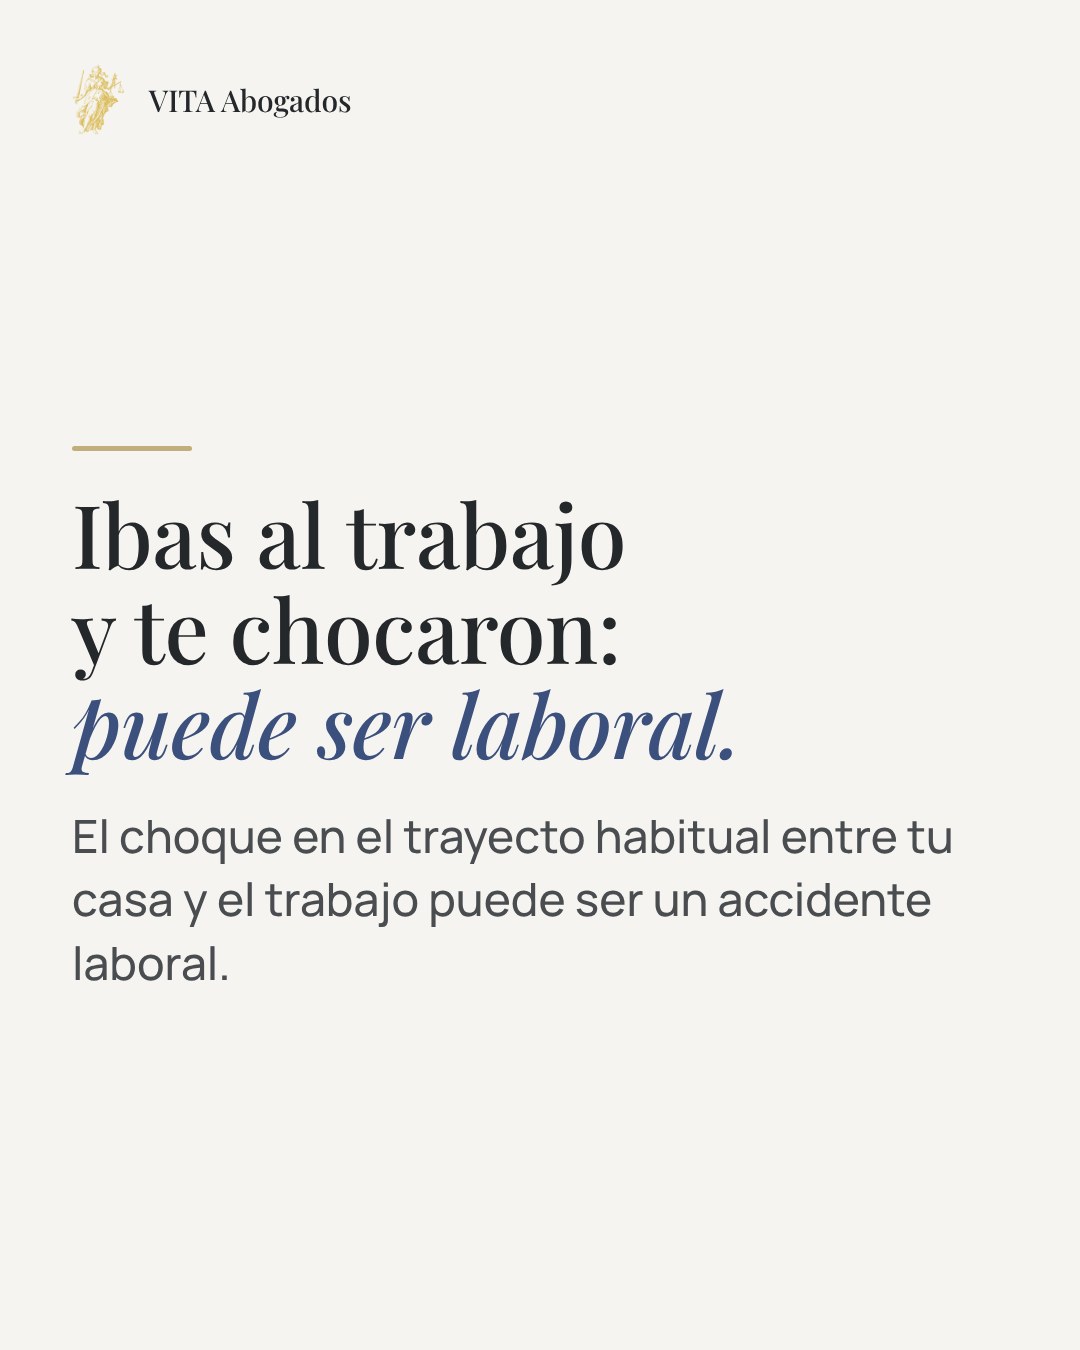 VITA Abogados
Ibas al trabajo
y te chocaron:
puede ser laboral.
El choque en el trayecto habitual entre tu
casa y el trabajo puede ser un accidente
laboral.